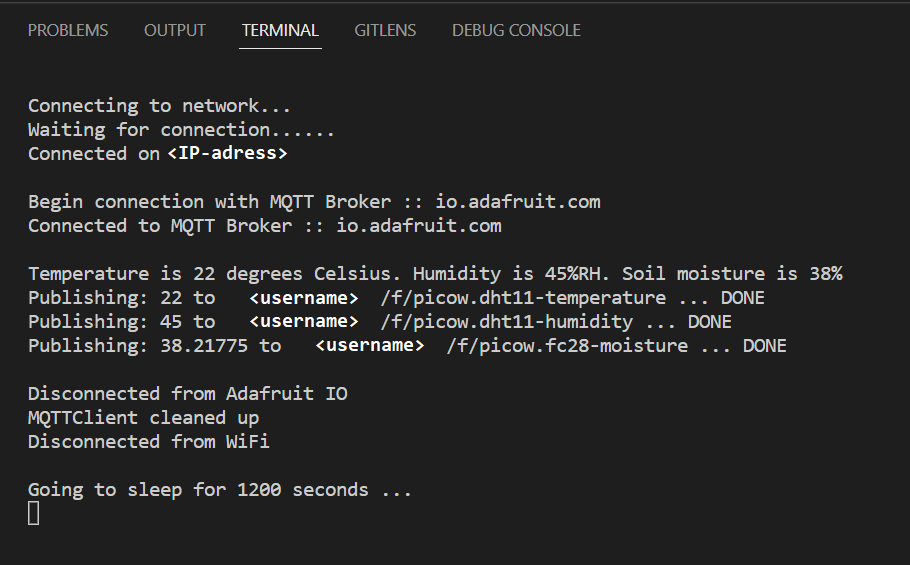 PROBLEMS OUTPUT TERMINAL GITLENS DEBUG CONSOLE
Connecting to network...
Waiting for connection......
Connected on <IP-adress>
Begin connection with MQTT Broker :: io.adafruit.com
Connected to MQTT Broker :: io.adafruit.com
Temperature is 22 degrees Celsius. Humidity is 45%RH. Soil moisture is 38%
Publishing: 22 to <username> /f/picow.dht11-temperature ... DONE
Publishing: 45 to <username> /f/picow.dht11-humidity ... DONE
Publishing: 38.21775 to <username> /f/picow.fc28-moisture ... DONE
Disconnected from Adafruit IO
MQTTClient cleaned up
Disconnected from WiFi
Going to sleep for 1200 seconds ...